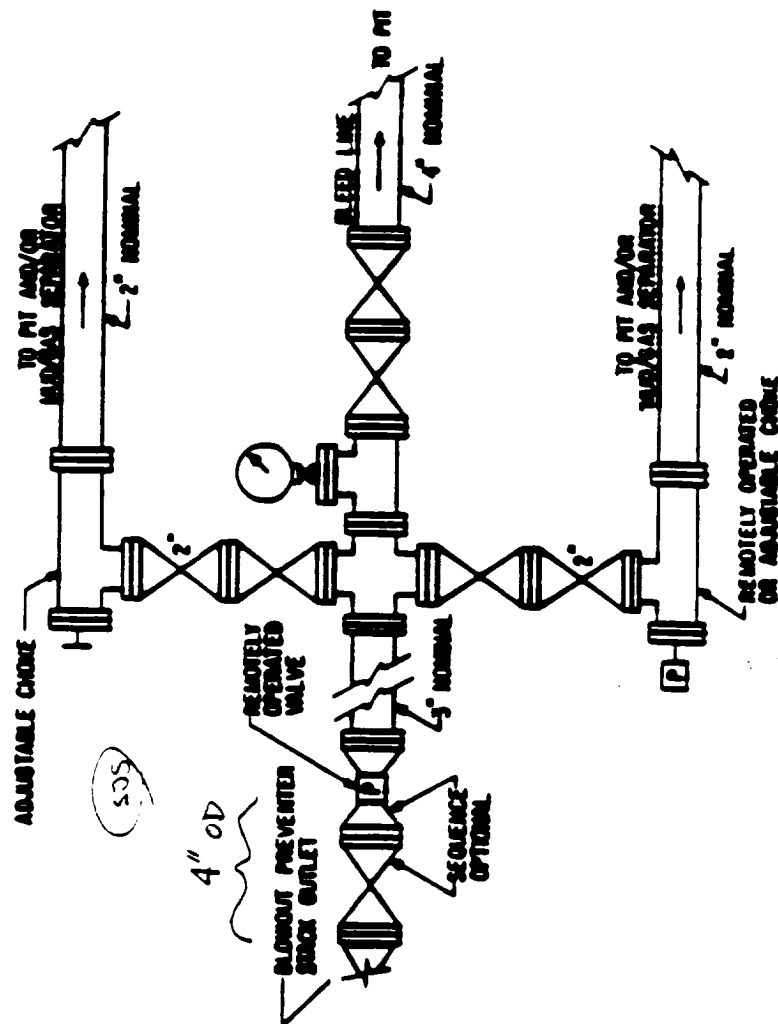 ADJUSTABLE CHOKE
TO PIT AND/OR
MUD/GAS SEPARATOR
2" NOMINAL
2"
SOS
4" OD
BLOWOUT PREVENTER
STACK OUTLET
REMOTELY
OPERATED
VALVE
P
SEQUENCE
OPTIONAL
3" NOMINAL
BLEED LINE
TO PIT
4" NOMINAL
2"
TO PIT AND/OR
MUD/GAS SEPARATOR
2" NOMINAL
P
REMOTELY OPERATED
OR ADJUSTABLE CHOKE